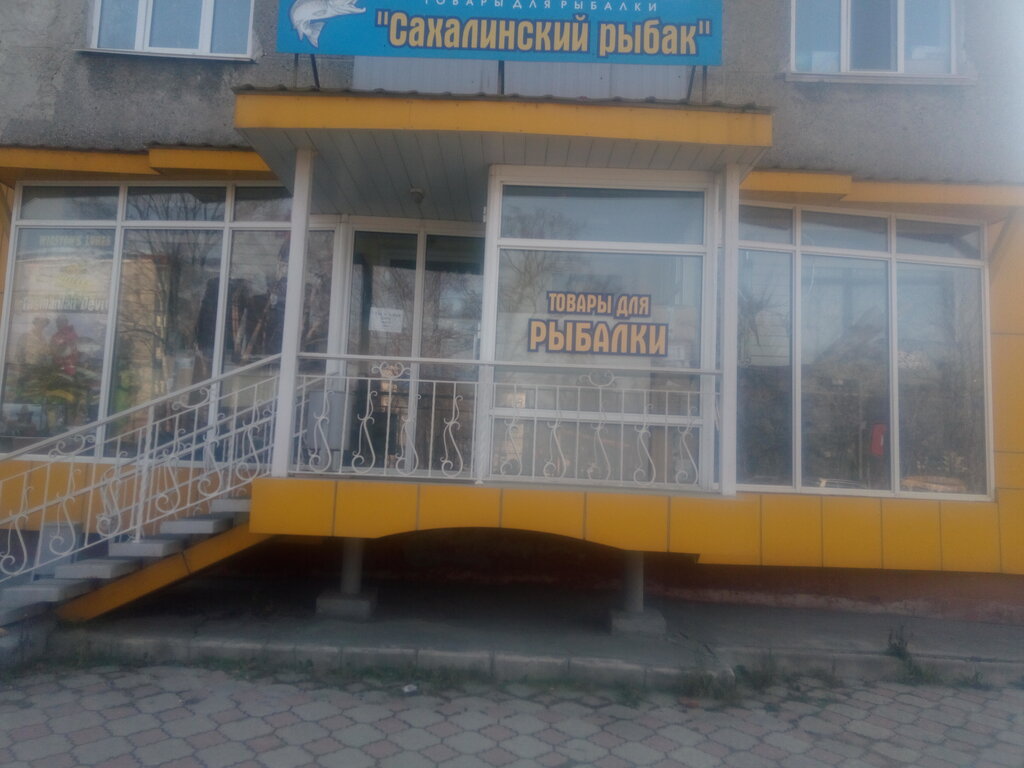 ТОВАРЫ ДЛЯ РЫБАЛКИ
"Сахалинский рыбак"
ТОВАРЫ ДЛЯ
РЫБАЛКИ